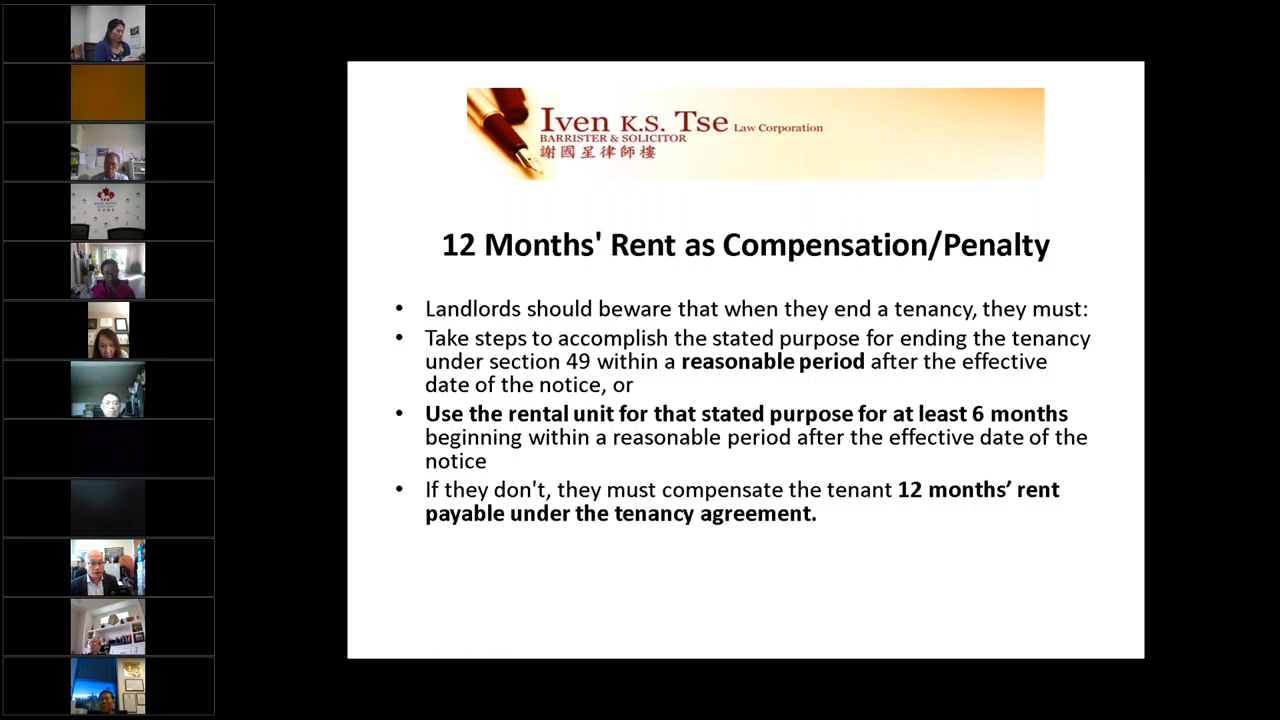 Iven K.S. Tse Law Corporation
BARRISTER & SOLICITOR
謝國星律師樓
12 Months' Rent as Compensation/Penalty
• Landlords should beware that when they end a tenancy, they must:
• Take steps to accomplish the stated purpose for ending the tenancy
under section 49 within a reasonable period after the effective
date of the notice, or
• Use the rental unit for that stated purpose for at least 6 months
beginning within a reasonable period after the effective date of the
notice
• If they don't, they must compensate the tenant 12 months’ rent
payable under the tenancy agreement.